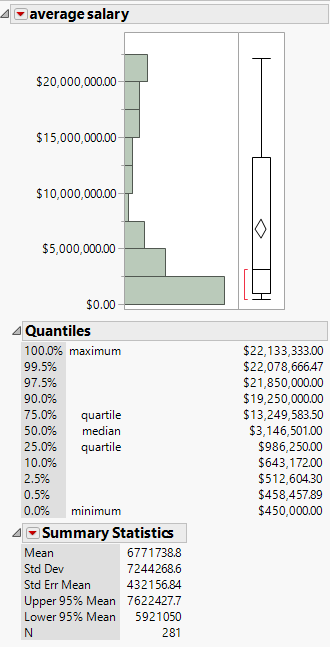 average salary
$20,000,000.00
$15,000,000.00
$10,000,000.00
$5,000,000.00
$0.00
Quantiles
100.0% maximum $22,133,333.00
99.5% $22,078,666.47
97.5% $21,850,000.00
90.0% $19,250,000.00
75.0% quartile $13,249,583.50
50.0% median $3,146,501.00
25.0% quartile $986,250.00
10.0% $643,172.00
2.5% $512,604.30
0.5% $458,457.89
0.0% minimum $450,000.00
Summary Statistics
Mean 6771738.8
Std Dev 7244268.6
Std Err Mean 432156.84
Upper 95% Mean 7622427.7
Lower 95% Mean 5921050
N 281